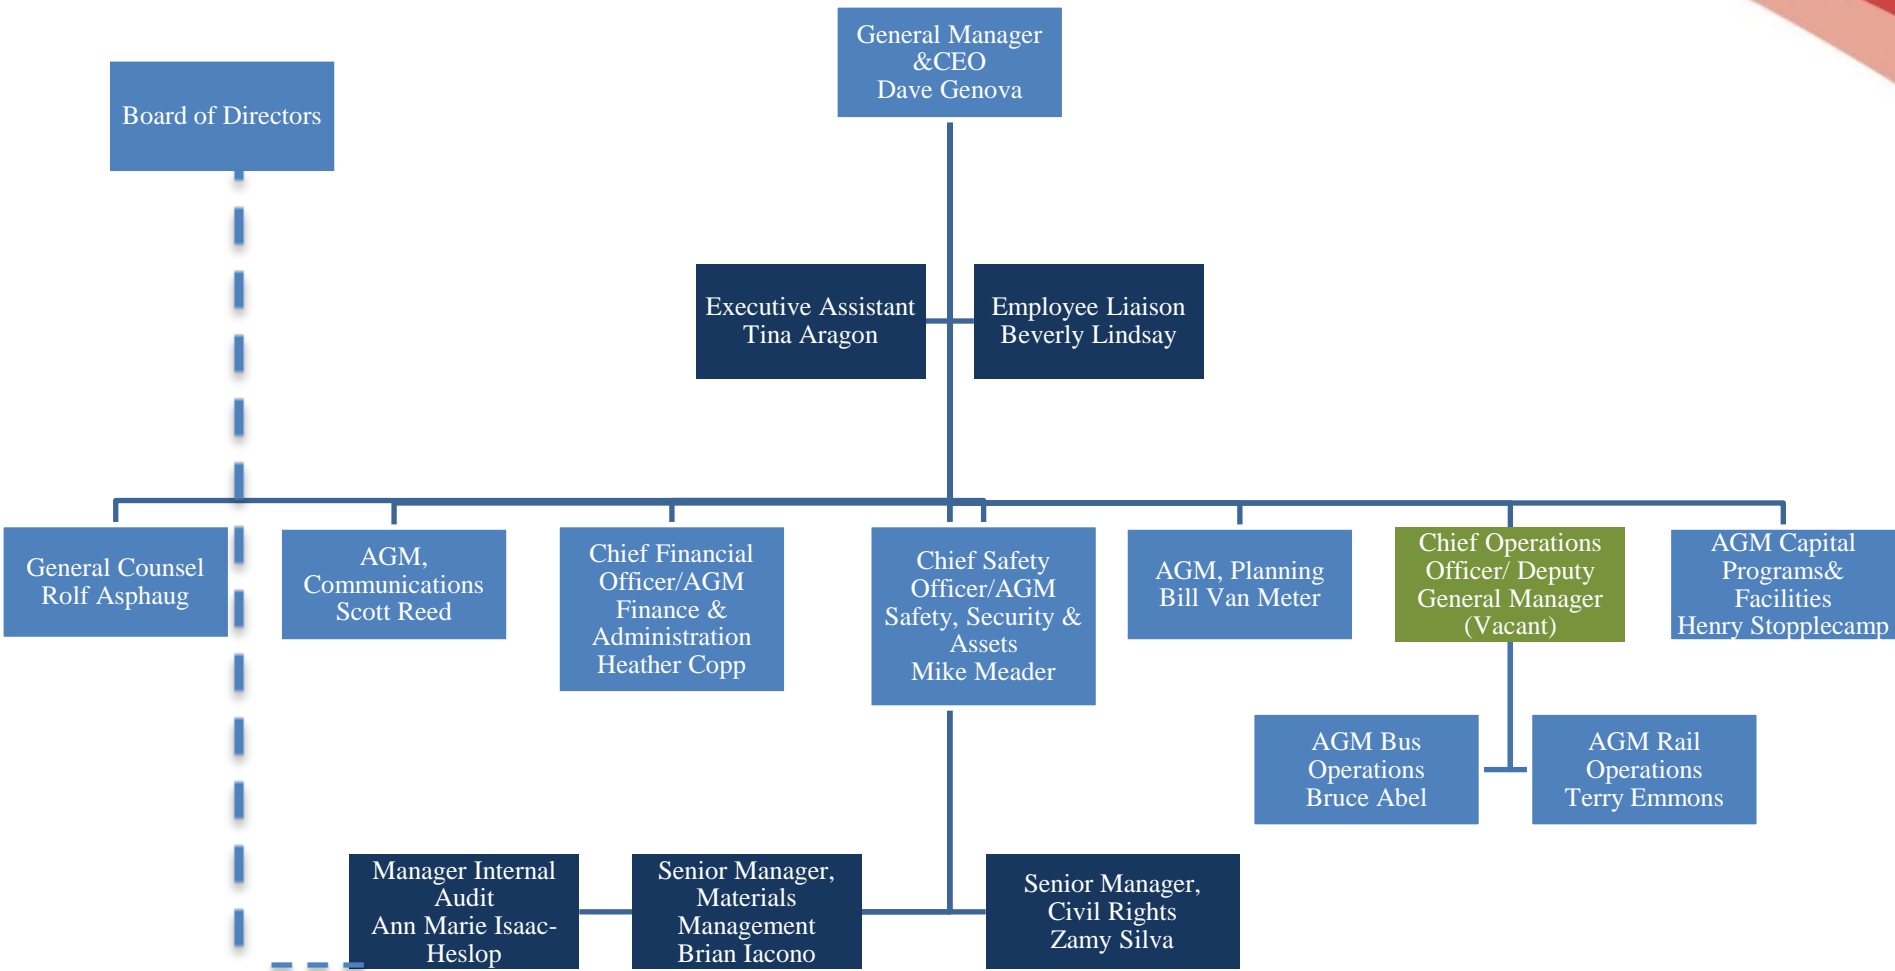 General Manager
&CEO
Dave Genova
Board of Directors
Executive Assistant
Tina Aragon
Employee Liaison
Beverly Lindsay
General Counsel
Rolf Asphaug
AGM,
Communications
Scott Reed
Chief Financial
Officer/AGM
Finance &
Administration
Heather Copp
Chief Safety
Officer/AGM
Safety, Security &
Assets
Mike Meader
AGM, Planning
Bill Van Meter
Chief Operations
Officer/ Deputy
General Manager
(Vacant)
AGM Capital
Programs&
Facilities
Henry Stopplecamp
AGM Bus
Operations
Bruce Abel
AGM Rail
Operations
Terry Emmons
Manager Internal
Audit
Ann Marie Isaac-
Heslop
Senior Manager,
Materials
Management
Brian Iacono
Senior Manager,
Civil Rights
Zamy Silva